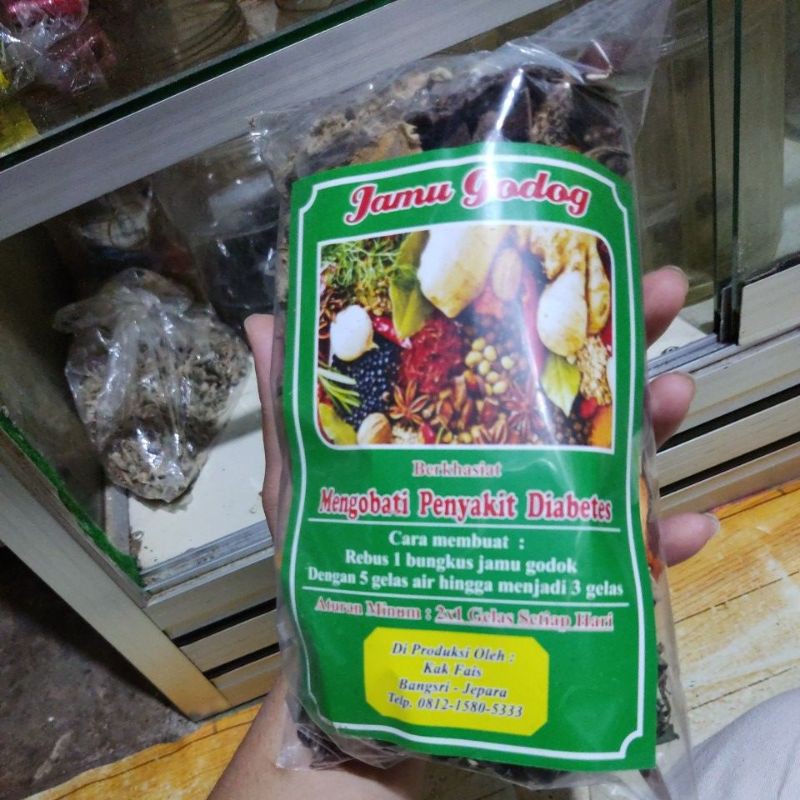 Jamu Godog
Berkhasiat
Mengobati Penyakit Diabetes
Cara membuat :
Rebus 1 bungkus jamu godok
Dengan 5 gelas air hingga menjadi 3 gelas
Aturan Minum : 2x1 Gelas Setiap Hari
Di Produksi Oleh :
Kak Fais
Bangsri - Jepara
Telp. 0812-1580-5333